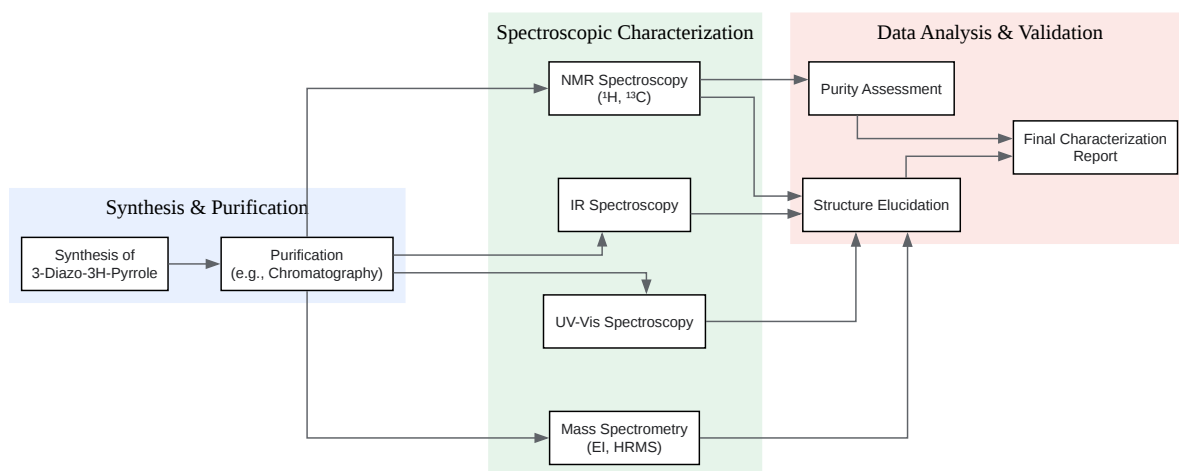 Synthesis & Purification
Synthesis of
3-Diazo-3H-Pyrrole
Purification
(e.g., Chromatography)
Spectroscopic Characterization
NMR Spectroscopy
(¹H, ¹³C)
IR Spectroscopy
UV-Vis Spectroscopy
Mass Spectrometry
(EI, HRMS)
Data Analysis & Validation
Purity Assessment
Structure Elucidation
Final Characterization
Report